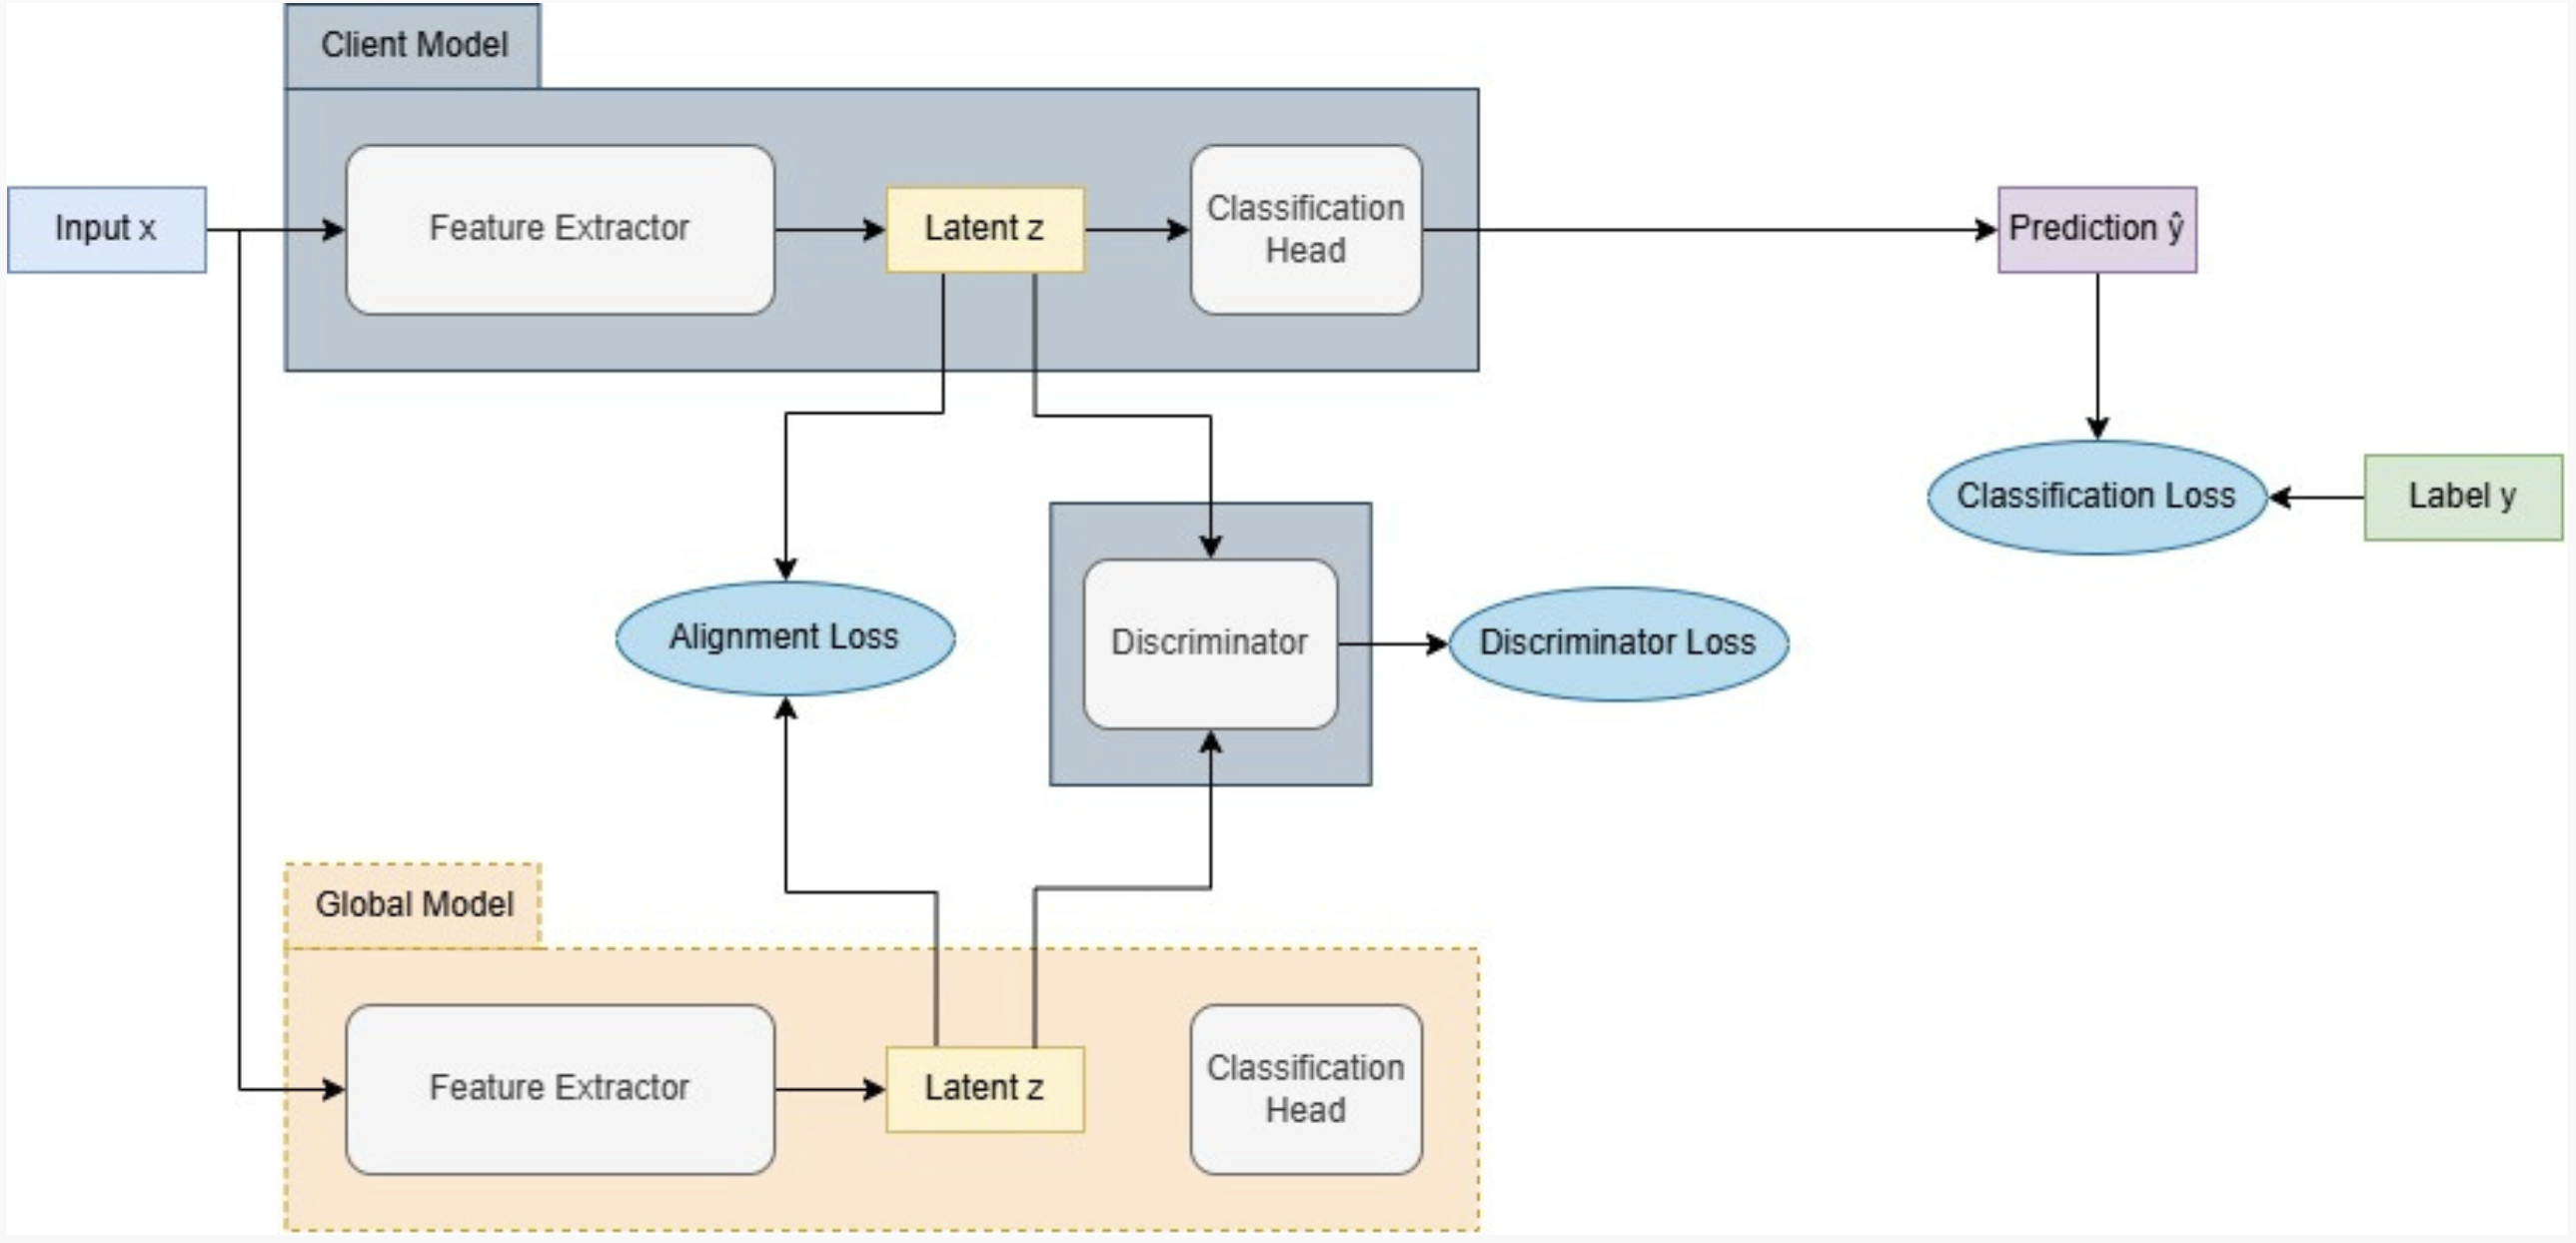 Client Model
Input x
Feature Extractor
Latent z
Classification
Head
Prediction ŷ
Classification Loss
Label y
Alignment Loss
Discriminator
Discriminator Loss
Global Model
Feature Extractor
Latent z
Classification
Head